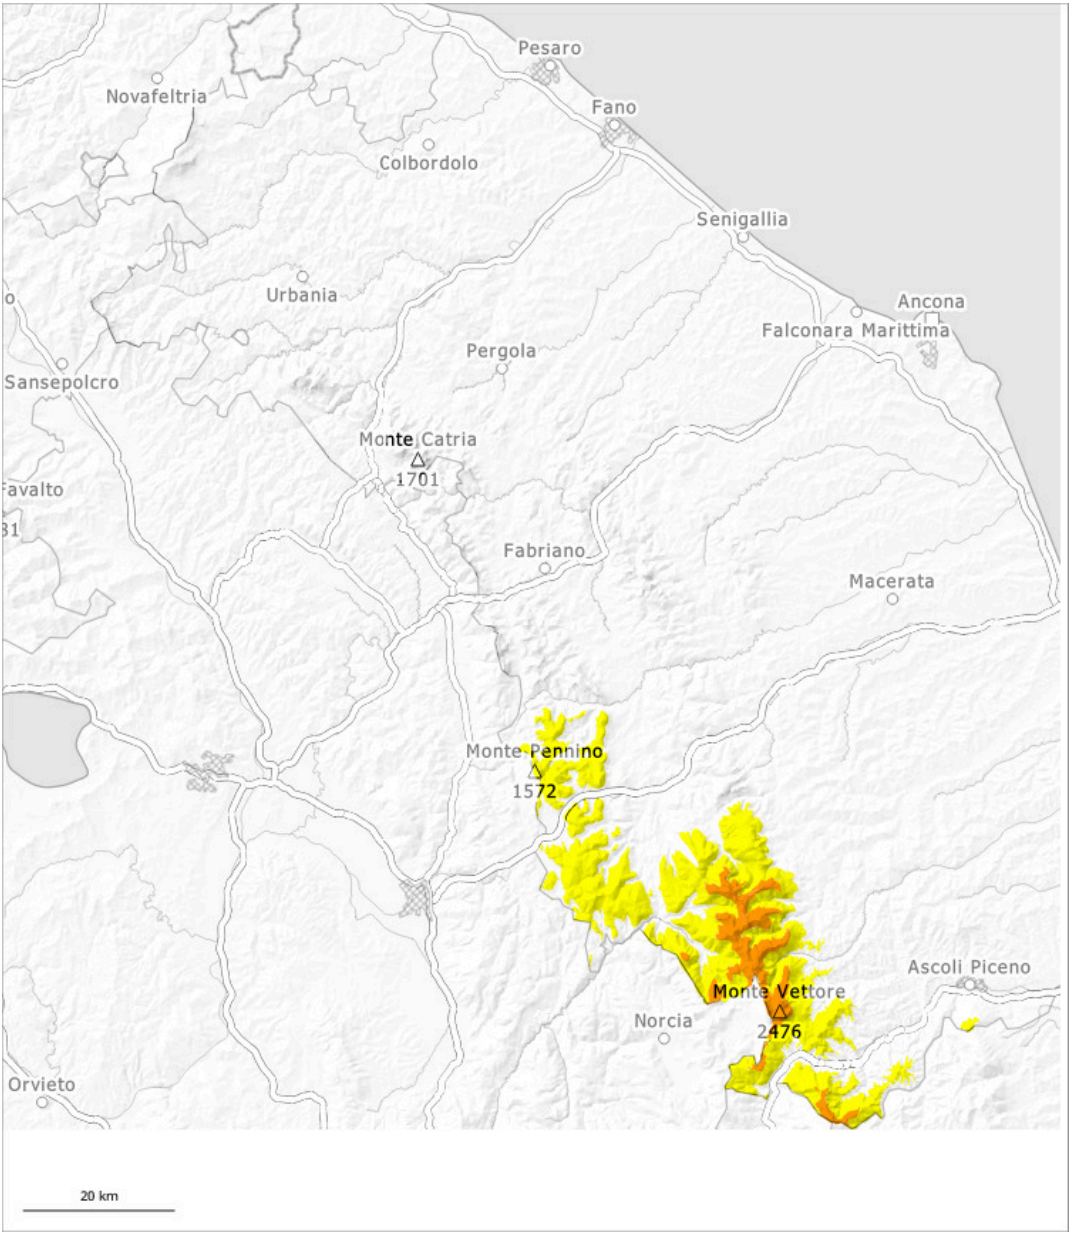 Pesaro
Novafeltria
Fano
Colbordolo
Senigallia
Urbania
o
Ancona
Falconara Marittima
Pergola
Sansepolcro
Monte Catria
1701
Favalto
31
Fabriano
Macerata
Monte Pennino
1572
Ascoli Piceno
Monte Vettore
Norcia
2476
Orvieto
20 km